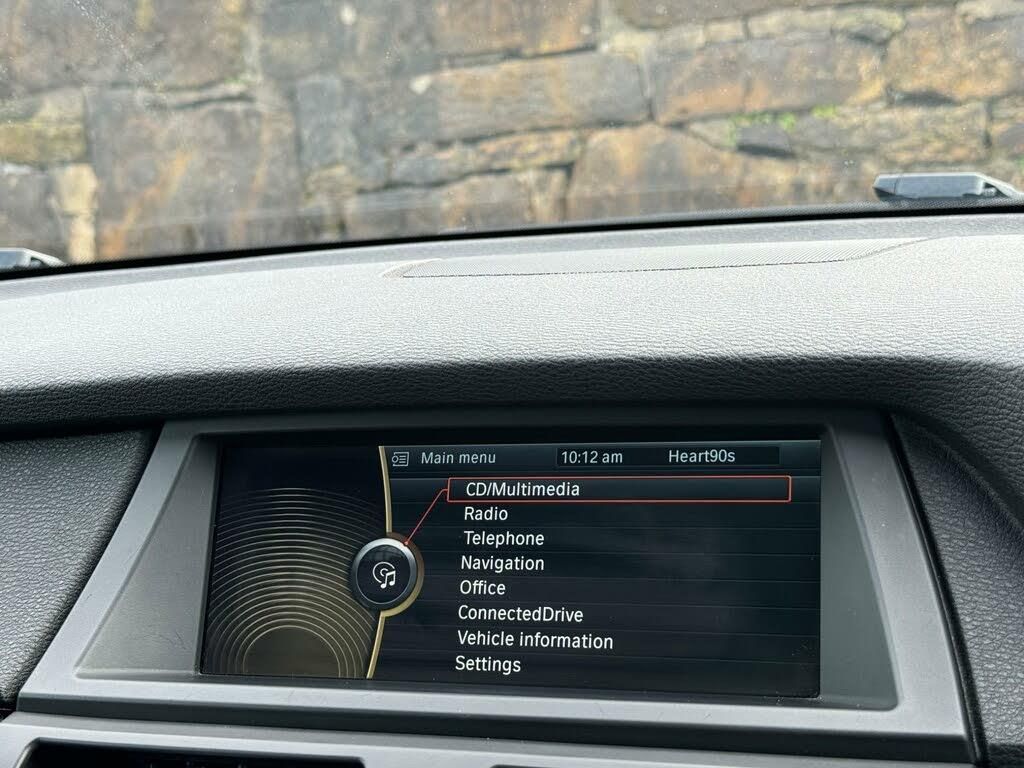 Main menu 10:12 am Heart90s
CD/Multimedia
Radio
Telephone
Navigation
Office
ConnectedDrive
Vehicle information
Settings